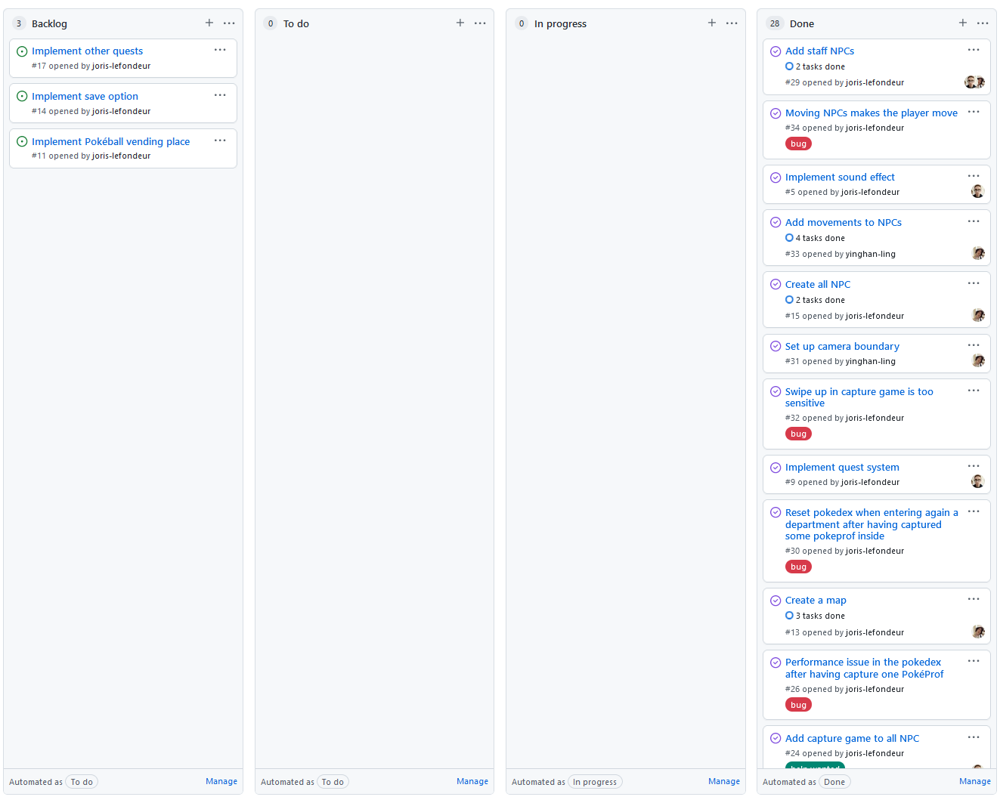 3 Backlog
Implement other quests
#17 opened by joris-lefondeur
Implement save option
#14 opened by joris-lefondeur
Implement Pokéball vending place
#11 opened by joris-lefondeur
Automated as To do Manage
0 To do
Automated as To do Manage
0 In progress
Automated as In progress Manage
28 Done
Add staff NPCs
2 tasks done
#29 opened by joris-lefondeur
Moving NPCs makes the player move
#34 opened by joris-lefondeur
bug
Implement sound effect
#5 opened by joris-lefondeur
Add movements to NPCs
4 tasks done
#33 opened by yinghan-ling
Create all NPC
2 tasks done
#15 opened by joris-lefondeur
Set up camera boundary
#31 opened by yinghan-ling
Swipe up in capture game is too
sensitive
#32 opened by joris-lefondeur
bug
Implement quest system
#9 opened by joris-lefondeur
Reset pokedex when entering again a
department after having captured
some pokeprof inside
#30 opened by joris-lefondeur
bug
Create a map
3 tasks done
#13 opened by joris-lefondeur
Performance issue in the pokedex
after having capture one PokéProf
#26 opened by joris-lefondeur
bug
Add capture game to all NPC
#24 opened by joris-lefondeur
help wanted
Automated as Done Manage